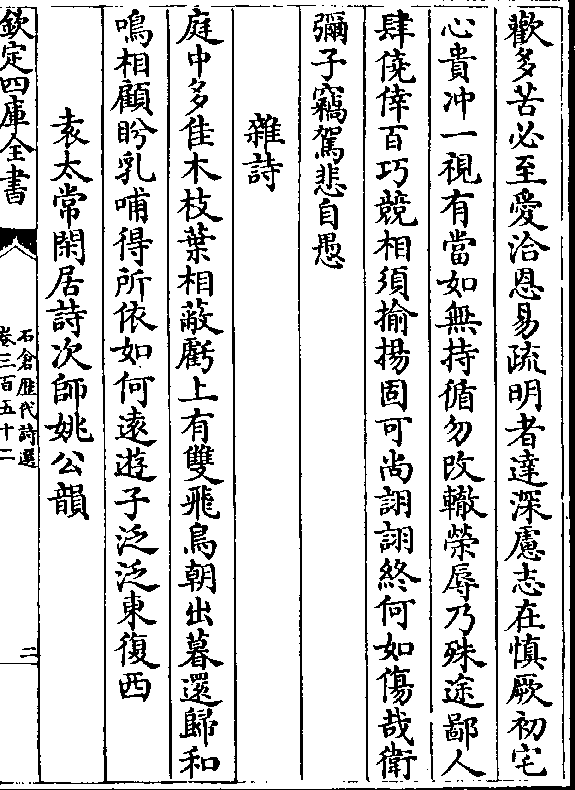 歡多苦必至愛洽恩易疏明者達深慮志在慎厥初宅
心貴沖一視有當如無持循勿改轍榮辱乃殊途鄙人
肆僥倖百巧競相須揄揚固可尚詡詡終何如傷哉衛
彌子竊駕悲自愚
雜詩
庭中多佳木枝葉相蔽虧上有雙飛鳥朝出暮還歸和
鳴相顧盼乳哺得所依如何遠遊子泛泛東復西
袁太常閑居詩次師姚公韻
欽定四庫全書
石倉歷代詩選
卷三百五十二
二